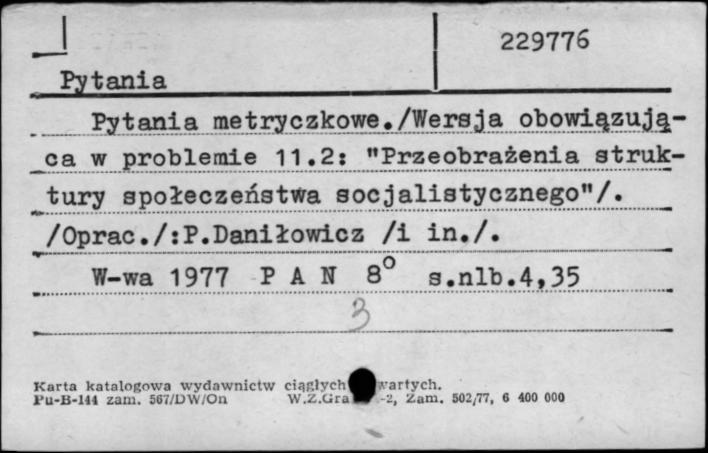 229776
Pytania
Pytania metryczkowe./Wersja obowiązują-
ca w problemie 11.2: "Przeobrażenia struk-
tury społeczeństwa socjalistycznego"/.
/Oprac./:P.Daniłowicz /i in./.
W-wa 1977 P A N 8° s.nlb.4,35
3
Karta katalogowa wydawnictw ciągłych wartych.
Pu-B-144 zam. 567/DW/On W.Z.Gra -2, Zam. 502/77, 6 400 000